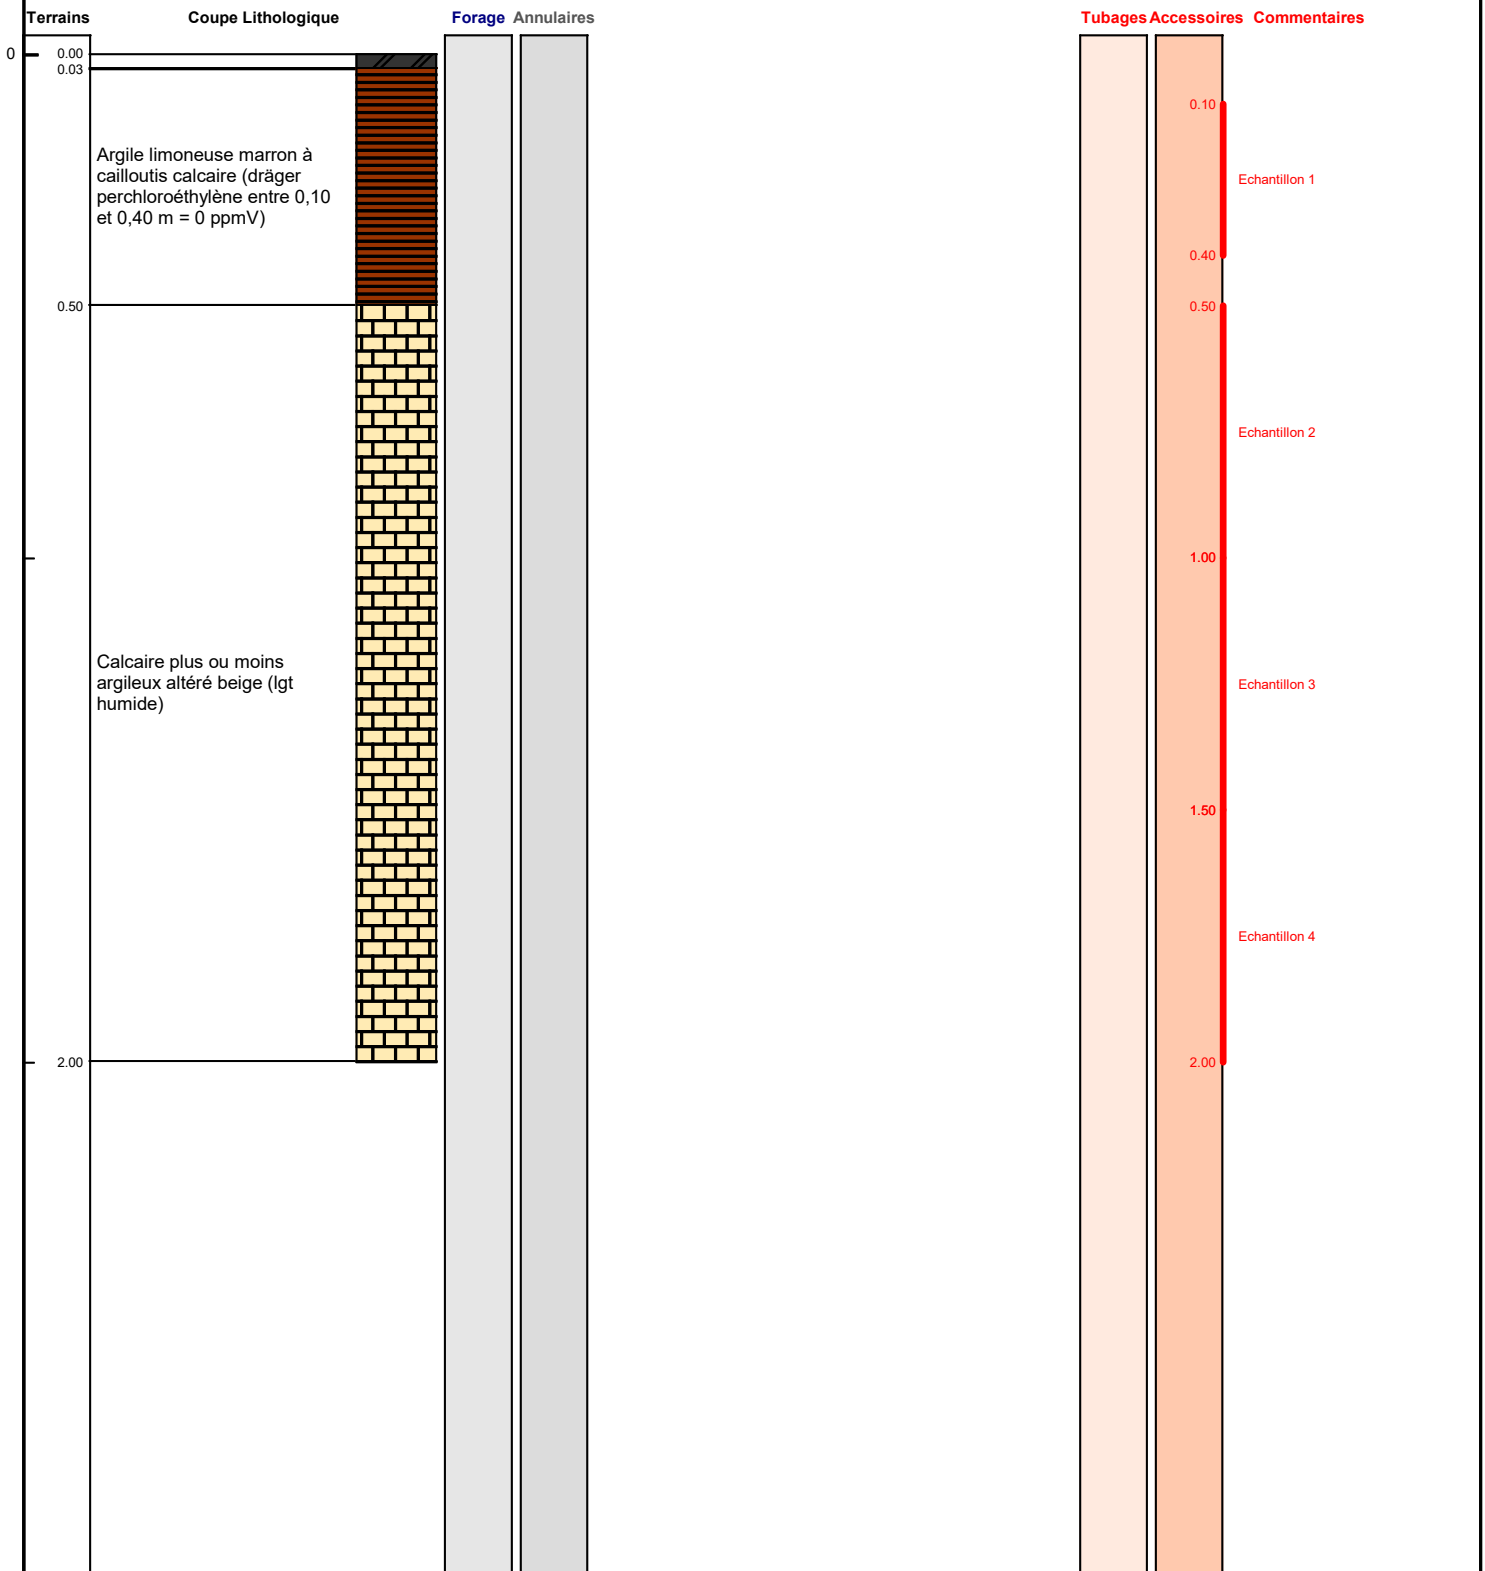 Terrains Coupe Lithologique Forage Annulaires Tubages Accessoires Commentaires
0 0.00
0.03
0.10
Argile limoneuse marron à
cailloutis calcaire (dräger
perchloroéthylène entre 0,10
et 0,40 m = 0 ppmV)
Echantillon 1
0.40
0.50 0.50
Echantillon 2
1.00
Calcaire plus ou moins
argileux altéré beige (lgt
humide)
Echantillon 3
1.50
Echantillon 4
2.00 2.00